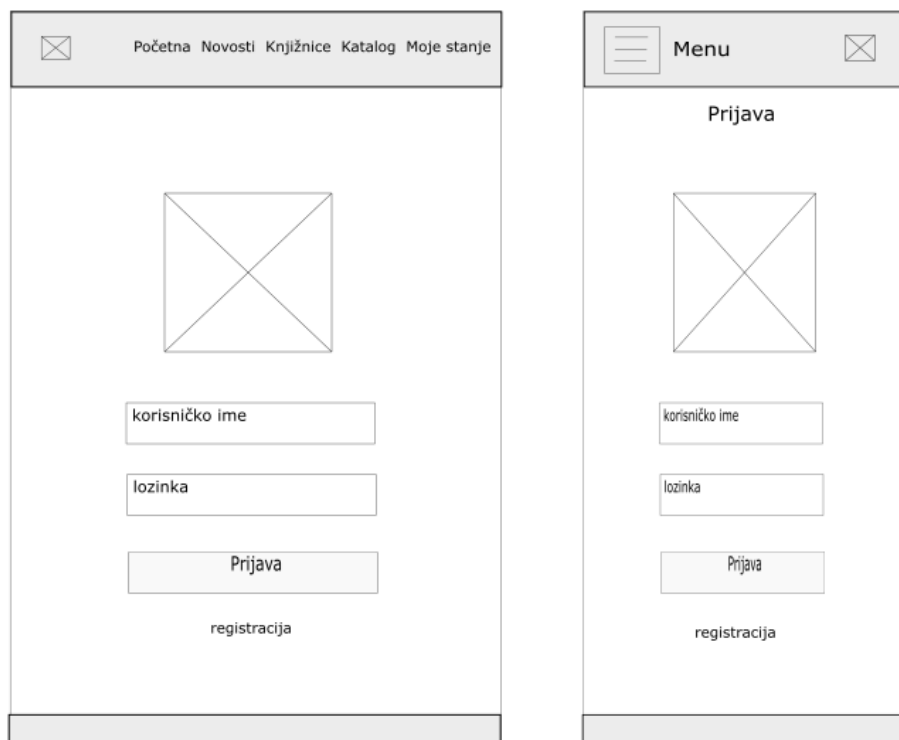 Početna Novosti Knjižnice Katalog Moje stanje
korisničko ime
lozinka
Prijava
registracija
Menu
Prijava
korisničko ime
lozinka
Prijava
registracija